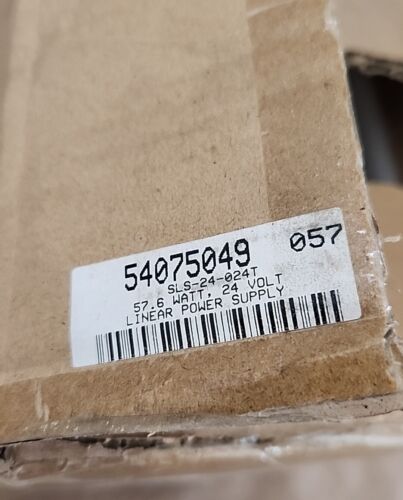 54075049 057
SLS-24-024T
57.6 WATT, 24 VOLT
LINEAR POWER SUPPLY